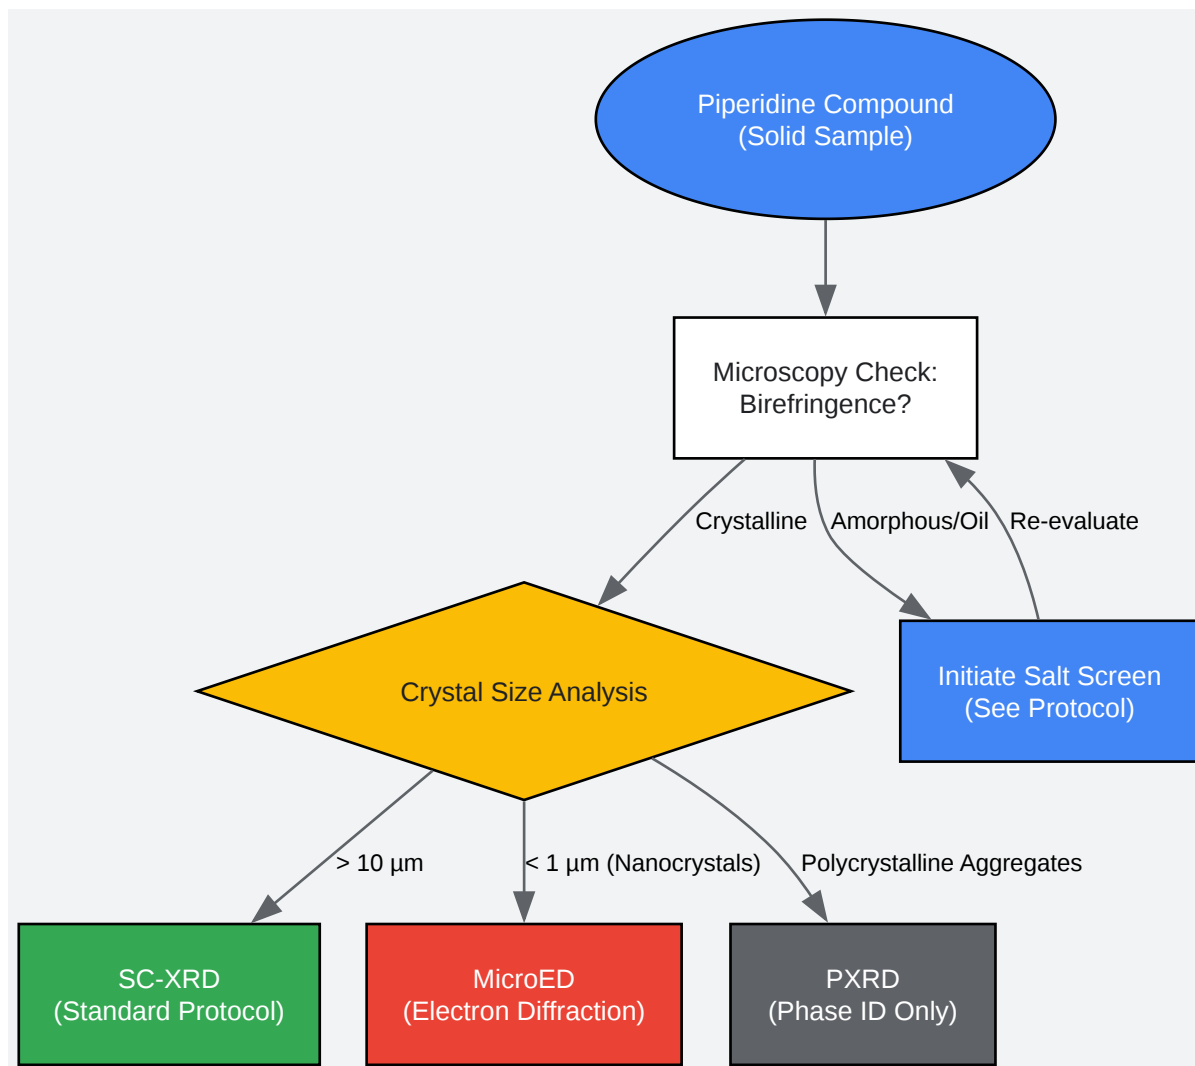 Piperidine Compound
(Solid Sample)
Microscopy Check:
Birefringence?
Crystalline
Amorphous/Oil
Re-evaluate
Crystal Size Analysis
Initiate Salt Screen
(See Protocol)
> 10 µm
< 1 µm (Nanocrystals)
Polycrystalline Aggregates
SC-XRD
(Standard Protocol)
MicroED
(Electron Diffraction)
PXRD
(Phase ID Only)